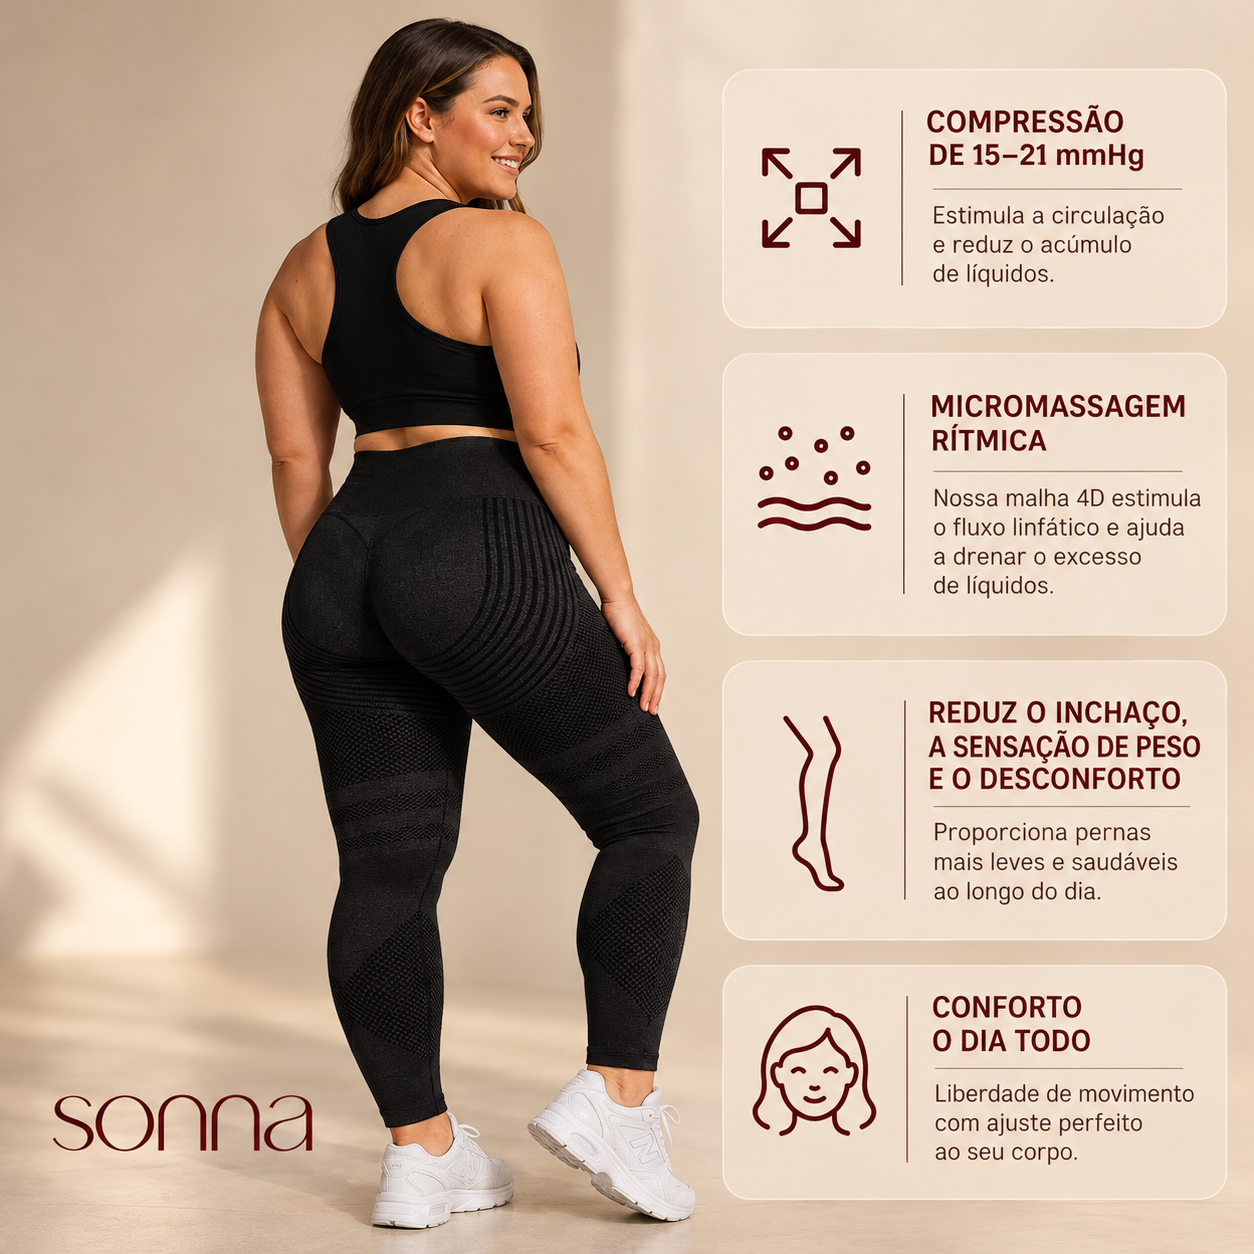 COMPRESSÃO
DE 15–21 mmHg
Estimula a circulação
e reduz o acúmulo
de líquidos.
MICROMASSAGEM
RÍTMICA
Nossa malha 4D estimula
o fluxo linfático e ajuda
a drenar o excesso
de líquidos.
REDUZ O INCHAÇO,
A SENSAÇÃO DE PESO
E O DESCONFORTO
Proporciona pernas
mais leves e saudáveis
ao longo do dia.
CONFORTO
O DIA TODO
Liberdade de movimento
com ajuste perfeito
ao seu corpo.
sonna